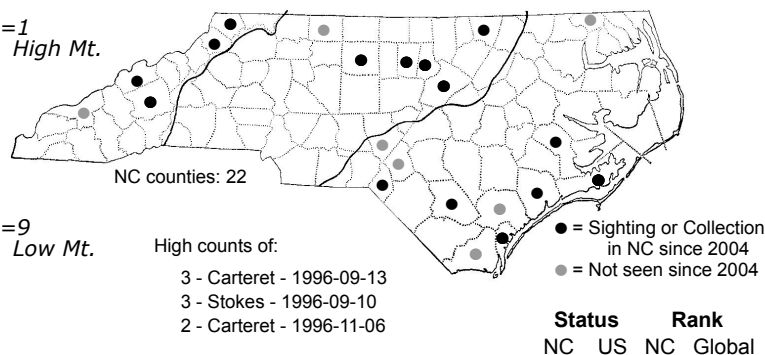 =1
High Mt.
NC counties: 22
=9
Low Mt.
High counts of:
3 - Carteret - 1996-09-13
3 - Stokes - 1996-09-10
2 - Carteret - 1996-11-06
= Sighting or Collection
in NC since 2004
= Not seen since 2004
Status Rank
NC US NC Global